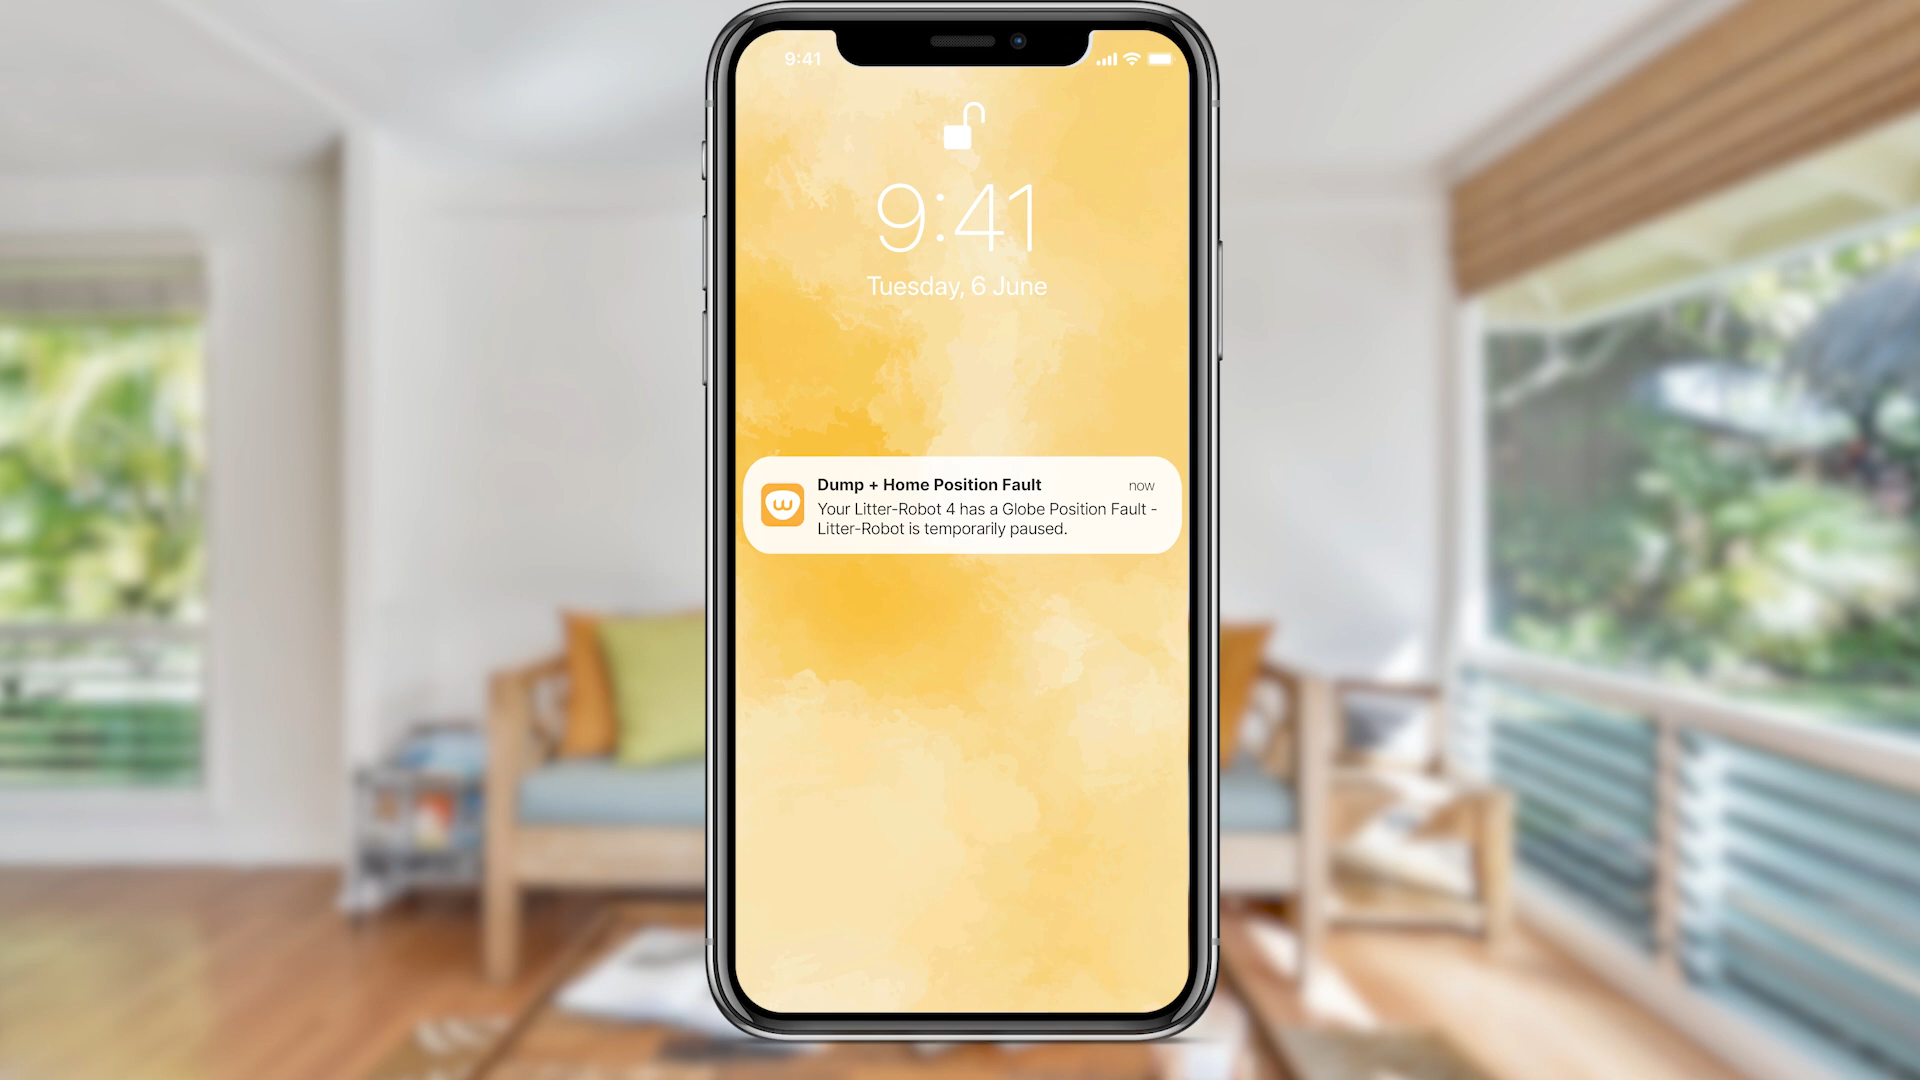 9:41
9:41
Tuesday, 6 June
Dump + Home Position Fault
now
Your Litter-Robot 4 has a Globe Position Fault -
Litter-Robot is temporarily paused.